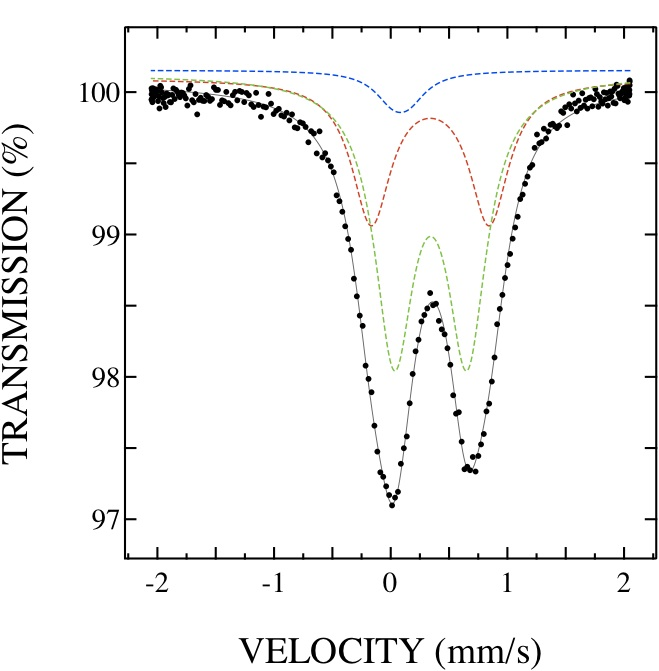 TRANSMISSION (%)
100
99
98
97
-2 -1 0 1 2
VELOCITY (mm/s)